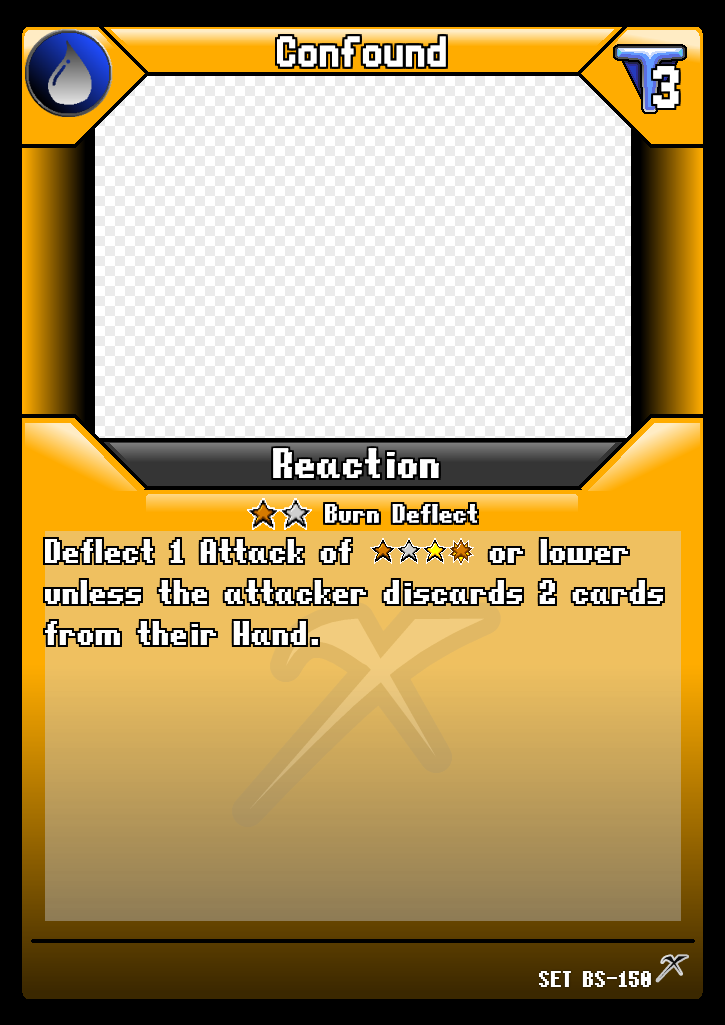 Confound
T3
Reaction
Burn Deflect
Deflect 1 Attack of or lower
unless the attacker discards 2 cards
from their Hand.
SET BS-150